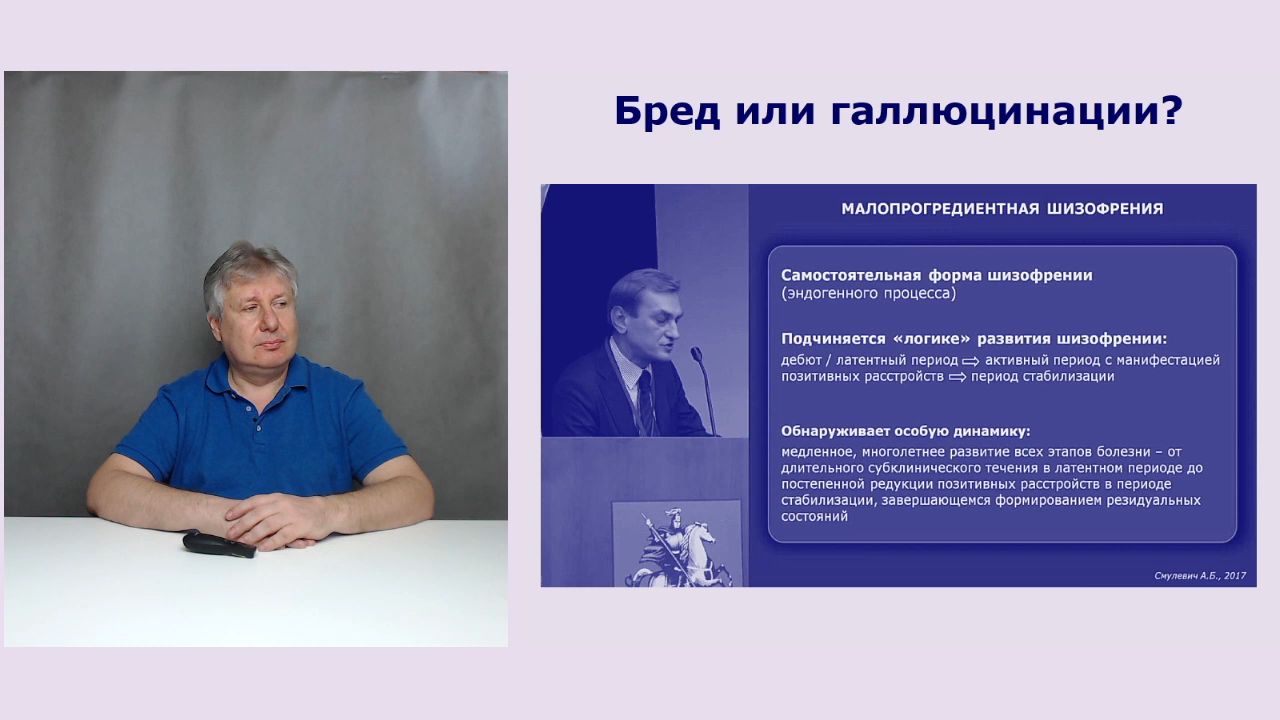 Бред или галлюцинации?
МАЛОПРОГРЕДИЕНТНАЯ ШИЗОФРЕНИЯ
Самостоятельная форма шизофрении
(эндогенного процесса)
Подчиняется «логике» развития шизофрении:
дебют / латентный период ⇨ активный период с манифестацией
позитивных расстройств ⇨ период стабилизации
Обнаруживает особую динамику:
медленное, многолетнее развитие всех этапов болезни – от
длительного субклинического течения в латентном периоде до
постепенной редукции позитивных расстройств в периоде
стабилизации, завершающемся формированием резидуальных
состояний
Смулевич А.Б., 2017